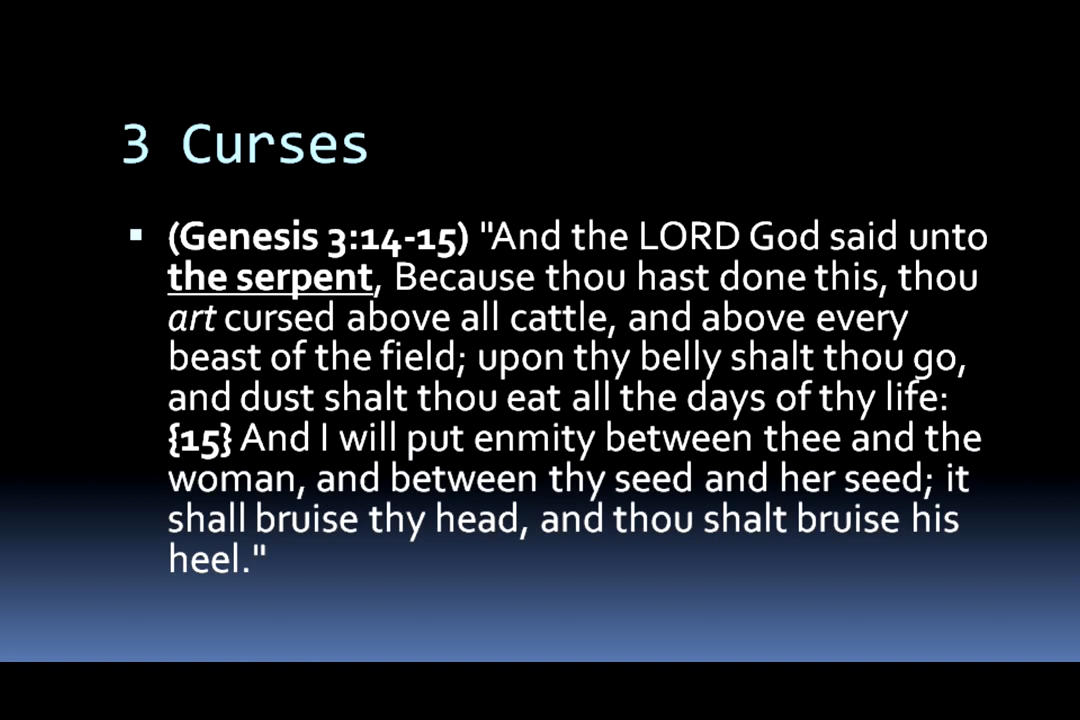 3 Curses
▪ (Genesis 3:14-15) "And the LORD God said unto
the serpent, Because thou hast done this, thou
art cursed above all cattle, and above every
beast of the field; upon thy belly shalt thou go,
and dust shalt thou eat all the days of thy life:
{15} And I will put enmity between thee and the
woman, and between thy seed and her seed; it
shall bruise thy head, and thou shalt bruise his
heel."